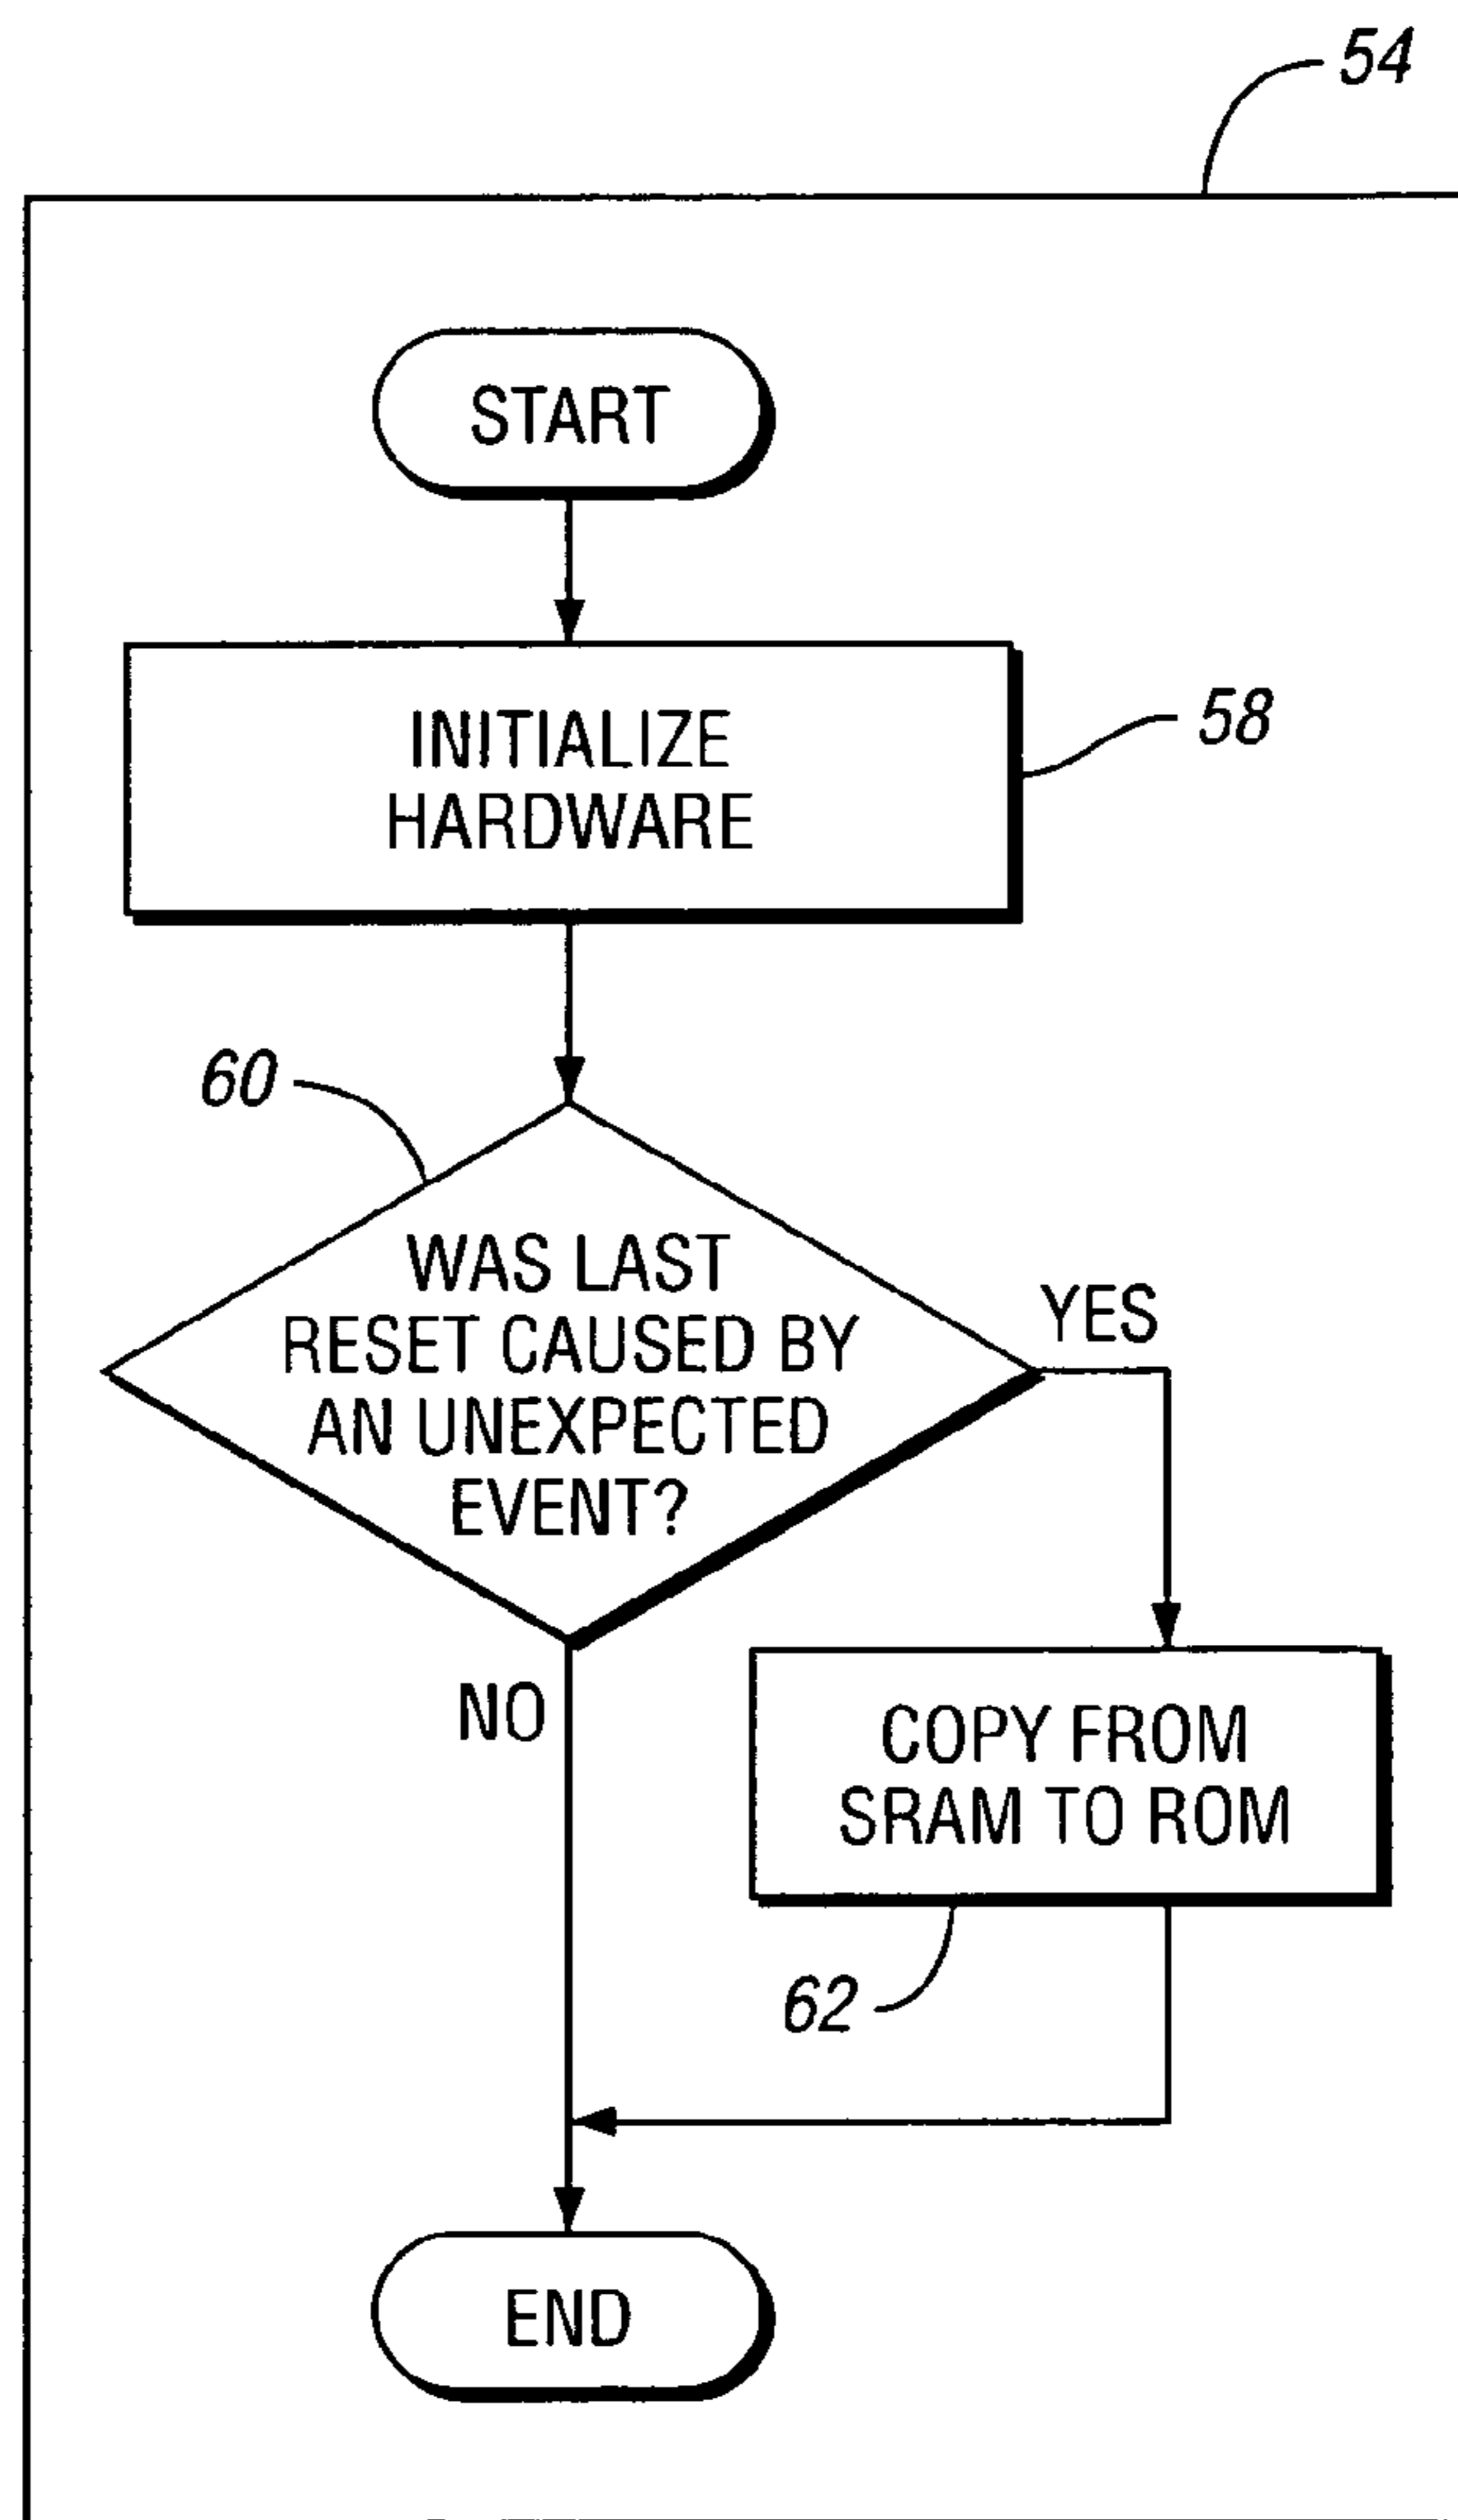 54
START
INITIALIZE
HARDWARE
58
60
WAS LAST
RESET CAUSED BY
AN UNEXPECTED
EVENT?
YES
NO
COPY FROM
SRAM TO ROM
62
END